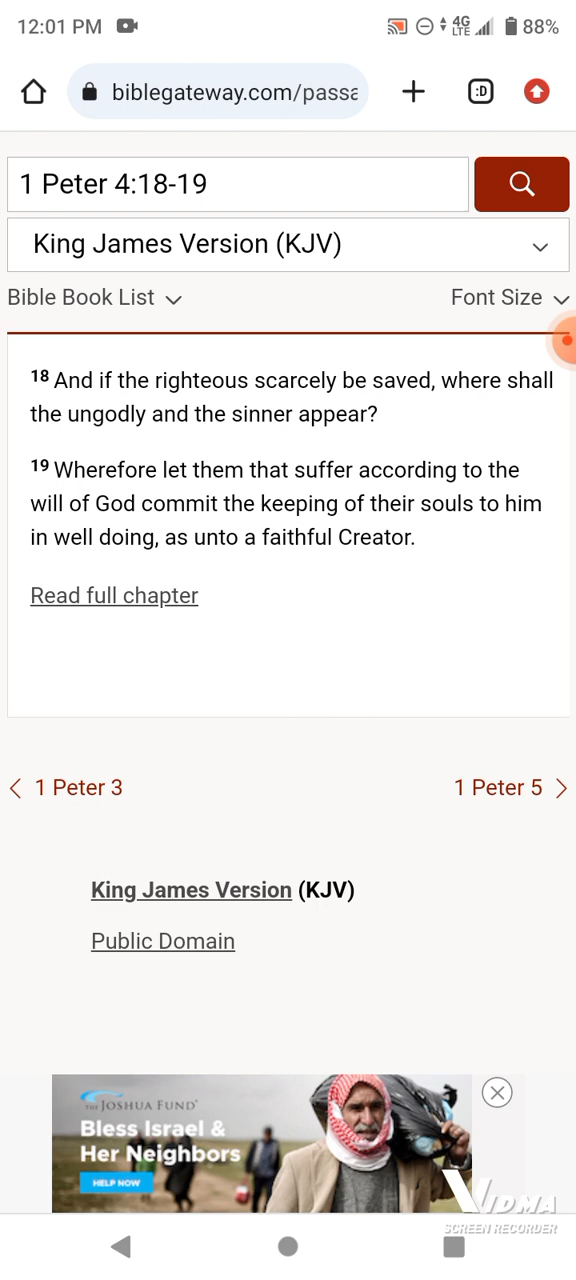 12:01 PM
4G
LTE
88%
biblegateway.com/passa
:D
1 Peter 4:18-19
King James Version (KJV)
Bible Book List
Font Size
18 And if the righteous scarcely be saved, where shall
the ungodly and the sinner appear?
19 Wherefore let them that suffer according to the
will of God commit the keeping of their souls to him
in well doing, as unto a faithful Creator.
Read full chapter
1 Peter 3
1 Peter 5
King James Version (KJV)
Public Domain
THE JOSHUA FUND
Bless Israel &
Her Neighbors
HELP NOW
VIDMA
SCREEN RECORDER